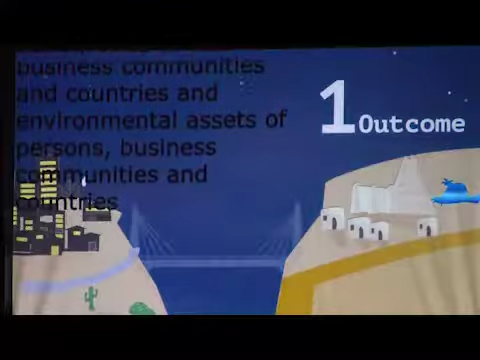 business communities
and countries and
environmental assets of
persons, business
communities and
countries
1 Outcome